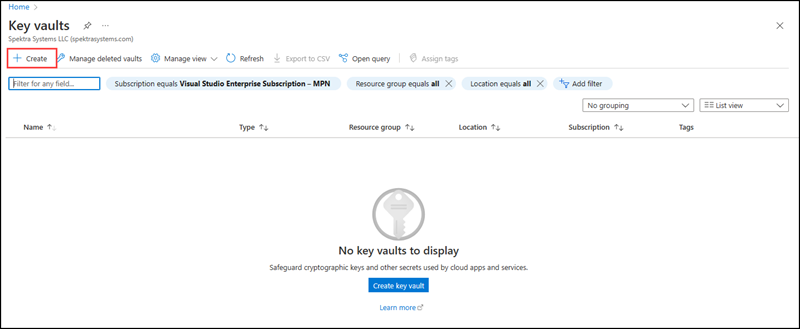 Home
Key vaults
Spektra Systems LLC (spektrasystems.com)
Create Manage deleted vaults Manage view Refresh Export to CSV Open query Assign tags
Filter for any field... Subscription equals Visual Studio Enterprise Subscription – MPN Resource group equals all Location equals all Add filter
No grouping List view
Name Type Resource group Location Subscription Tags
No key vaults to display
Safeguard cryptographic keys and other secrets used by cloud apps and services.
Create key vault
Learn more